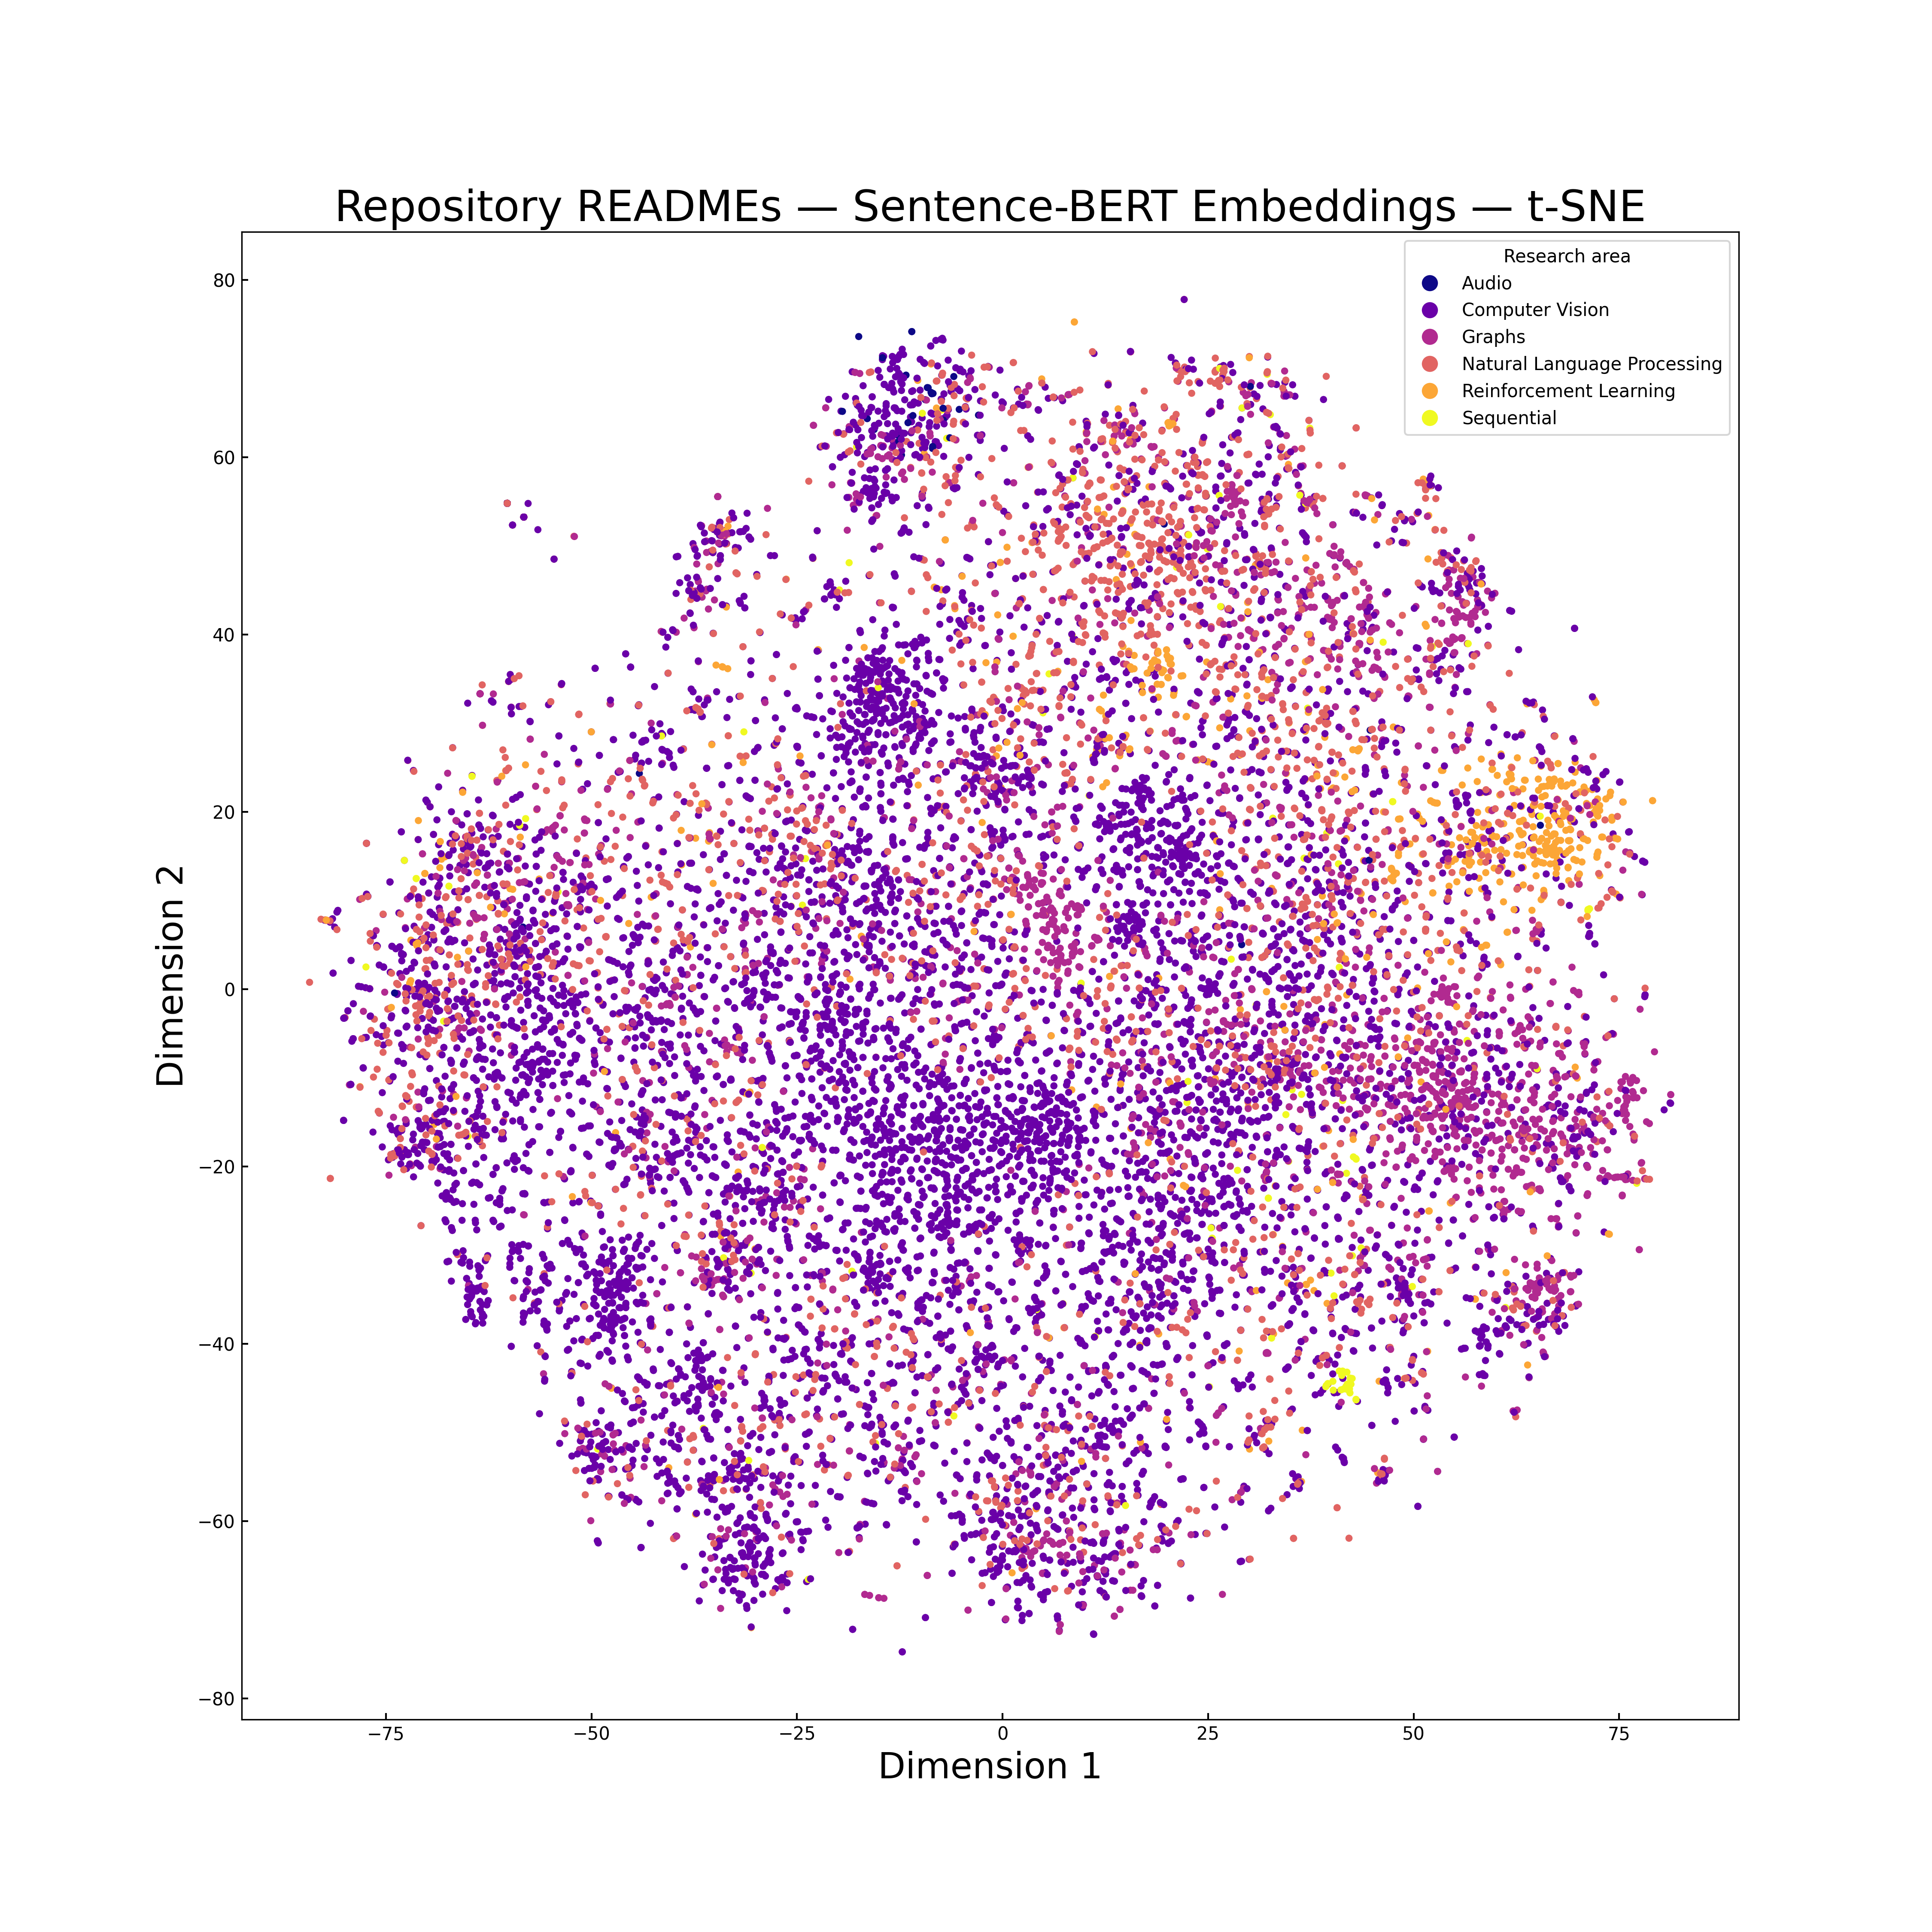 Repository READMEs — Sentence-BERT Embeddings — t-SNE
Research area
Audio
Computer Vision
Graphs
Natural Language Processing
Reinforcement Learning
Sequential
80
60
40
20
0
−20
−40
−60
−80
Dimension 2
−75 −50 −25 0 25 50 75
Dimension 1